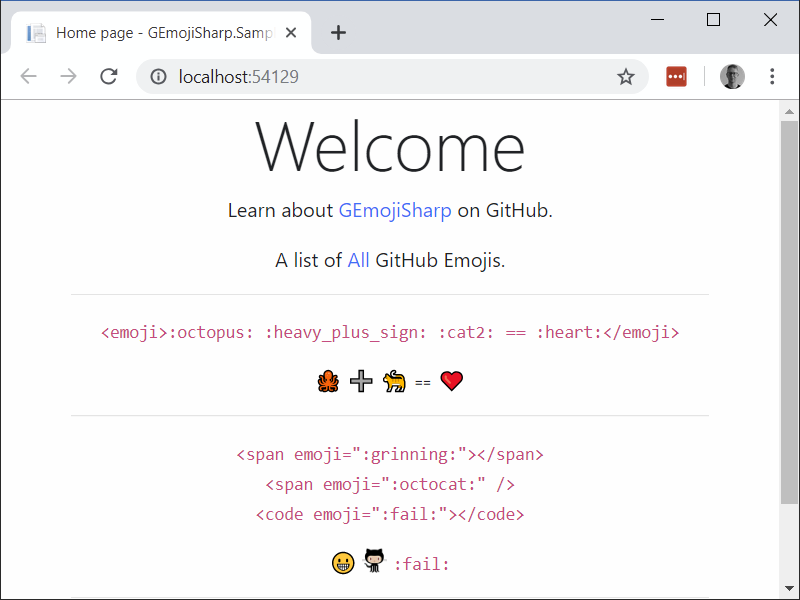 Home page - GEmojiSharp.Samp
localhost:54129
Welcome
Learn about GEmojiSharp on GitHub.
A list of All GitHub Emojis.
<emoji>:octopus: :heavy_plus_sign: :cat2: == :heart:</emoji>
==
<span emoji=":grinning:"></span>
<span emoji=":octocat:" />
<code emoji=":fail:"></code>
:fail: